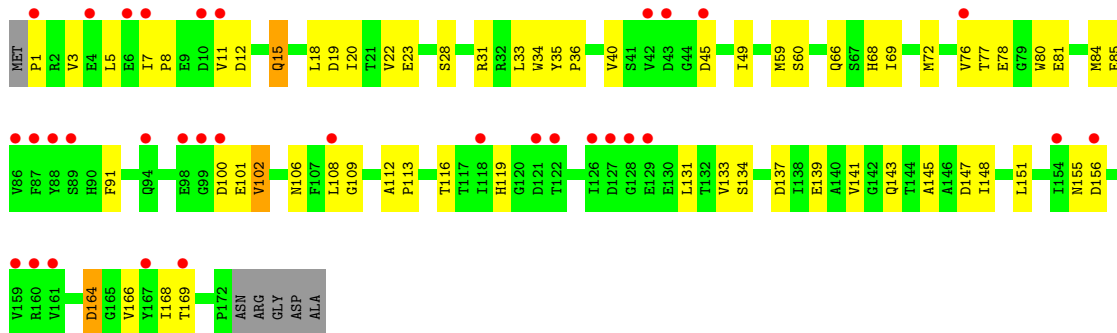 MET P1 R2 V3 E4 L5 E6 I7 P8 E9 D10 V11 D12 Q15 L18 D19 I20 T21 V22 E23 S28 R31 R32 L33 W34 Y35 P36 V40 S41 V42 D43 G44 D45 I49 M59 S60 Q66 S67 H68 I69 M72 V76 T77 E78 G79 W80 E81 M84 E85
V86 F87 Y88 S89 H90 F91 Q94 E98 G99 D100 E101 V102 N106 F107 L108 G109 A112 P113 T116 T117 I118 H119 G120 D121 T122 I126 D127 G128 E129 E130 L131 T132 V133 S134 D137 I138 E139 A140 V141 G142 Q143 T144 A145 A146 D147 I148 L151 I154 N155 D156
V159 R160 V161 D164 G165 V166 Y167 I168 T169 P172 ASN ARG GLY ASP ALA